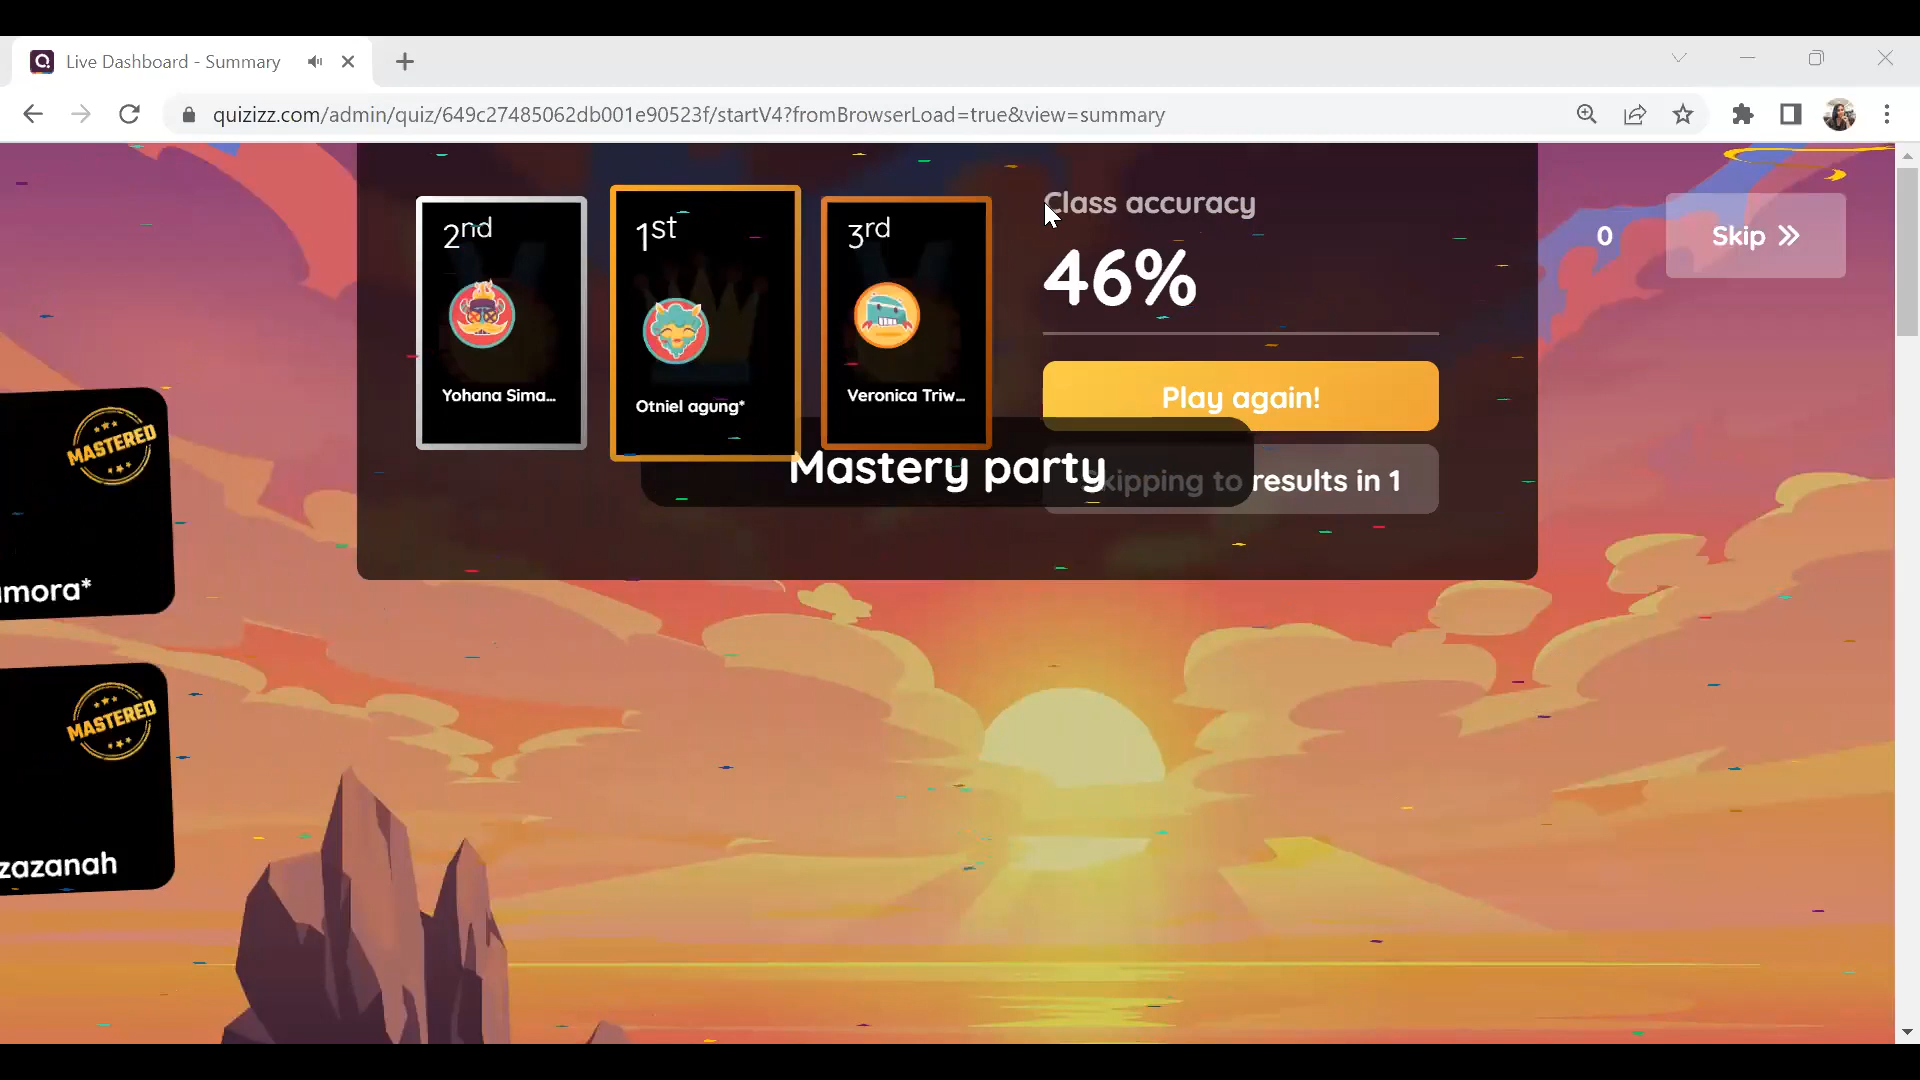 Live Dashboard - Summary
quizizz.com/admin/quiz/649c27485062db001e90523f/startV4?fromBrowserLoad=true&view=summary
2nd
1st
3rd
Yohana Sima...
Otniel agung*
Veronica Triw...
Class accuracy
46%
Play again!
Skipping to results in 1
Mastery party
0
Skip
MASTERED
mora*
MASTERED
zazanah